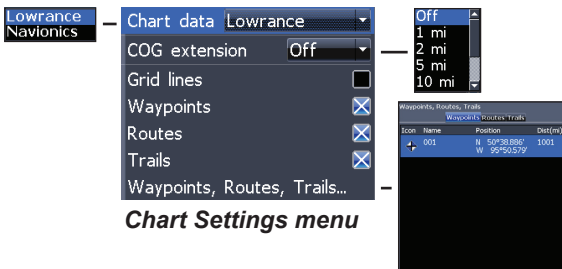 Lowrance
Navionics
Chart data Lowrance
COG extension Off
Grid lines
Waypoints
Routes
Trails
Waypoints, Routes, Trails...
Chart Settings menu
Off
1 mi
2 mi
5 mi
10 mi
Waypoints, Routes, Trails
Waypoints Routes Trails
Icon Name Position Dist(mi)
001 N 50°38.886' 1001
W 95°50.579'